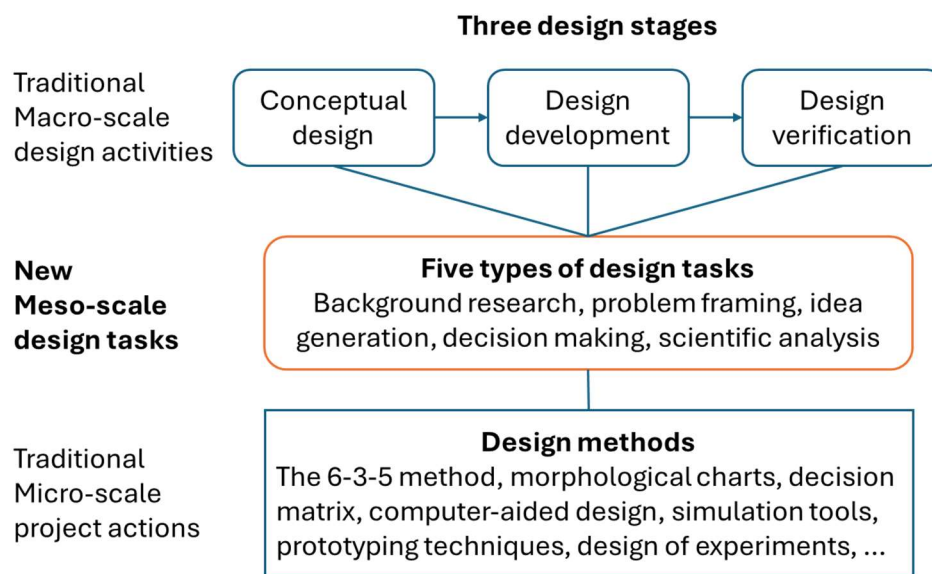 Three design stages
Traditional
Macro-scale
design activities
Conceptual
design
Design
development
Design
verification
New
Meso-scale
design tasks
Five types of design tasks
Background research, problem framing, idea
generation, decision making, scientific analysis
Traditional
Micro-scale
project actions
Design methods
The 6-3-5 method, morphological charts, decision
matrix, computer-aided design, simulation tools,
prototyping techniques, design of experiments, ...